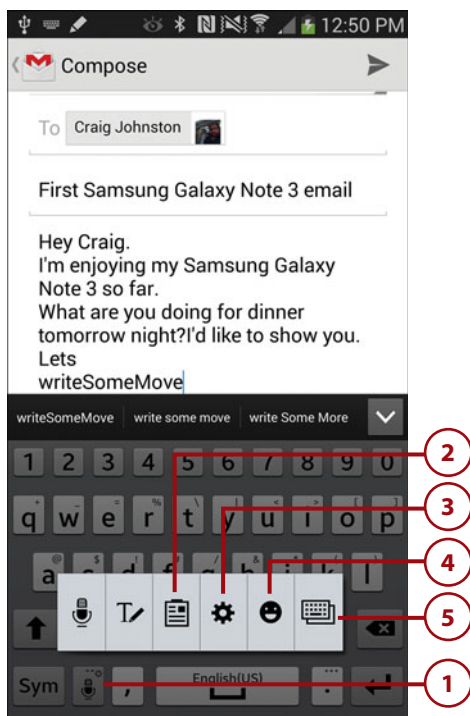 12:50 PM
Compose
To Craig Johnston
First Samsung Galaxy Note 3 email
Hey Craig.
I'm enjoying my Samsung Galaxy
Note 3 so far.
What are you doing for dinner
tomorrow night?I'd like to show you.
Lets
writeSomeMove
writeSomeMove write some move write Some More
2
1 2 3 4 5 6 7 8 9 0
3
q w e r t y u i o p
4
a s d f g h j k l
T
5
1
Sym , English(US) .